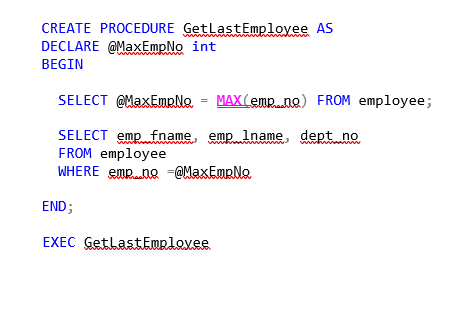 CREATE PROCEDURE GetLastEmployee AS
DECLARE @MaxEmpNo int
BEGIN
SELECT @MaxEmpNo = MAX(emp_no) FROM employee;
SELECT emp_fname, emp_lname, dept_no
FROM employee
WHERE emp_no =@MaxEmpNo
END;
EXEC GetLastEmployee